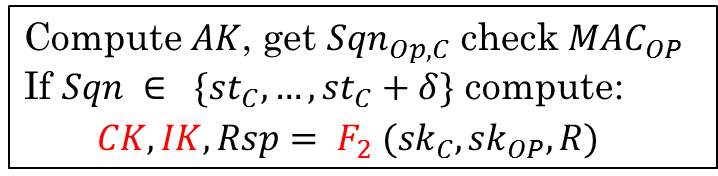 Compute AK, get Sqn_{Op,C} check MAC_{OP}
If Sqn ∈ {st_C, …, st_C + δ} compute:
CK, IK, Rsp = F_2 (sk_C, sk_{OP}, R)